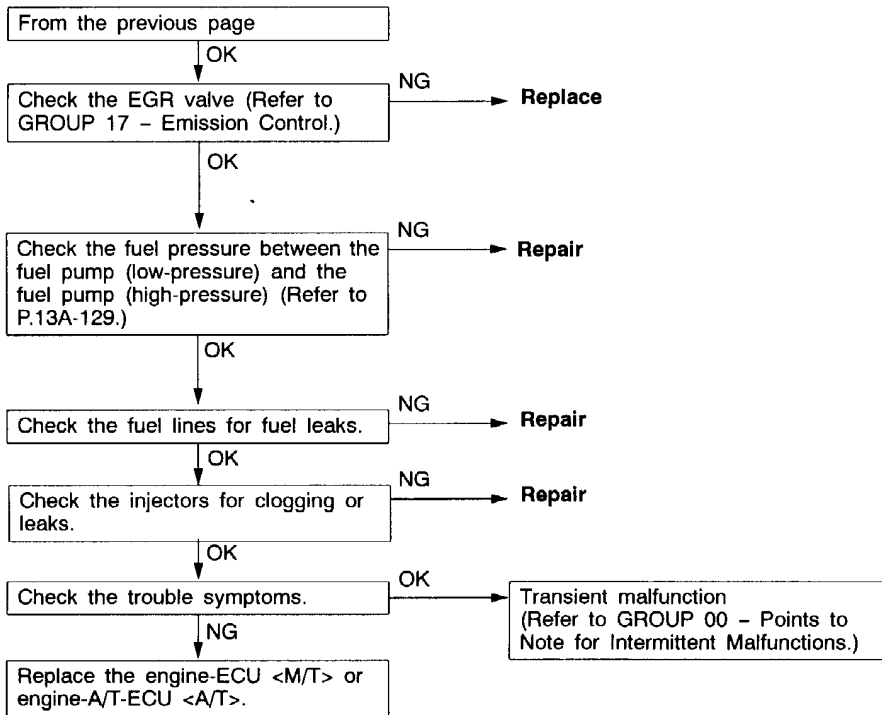 From the previous page
OK
Check the EGR valve (Refer to
GROUP 17 – Emission Control.)
NG
Replace
OK
Check the fuel pressure between the
fuel pump (low-pressure) and the
fuel pump (high-pressure) (Refer to
P.13A-129.)
NG
Repair
OK
Check the fuel lines for fuel leaks.
NG
Repair
OK
Check the injectors for clogging or
leaks.
NG
Repair
OK
Check the trouble symptoms.
OK
Transient malfunction
(Refer to GROUP 00 – Points to
Note for Intermittent Malfunctions.)
NG
Replace the engine-ECU <M/T> or
engine-A/T-ECU <A/T>.